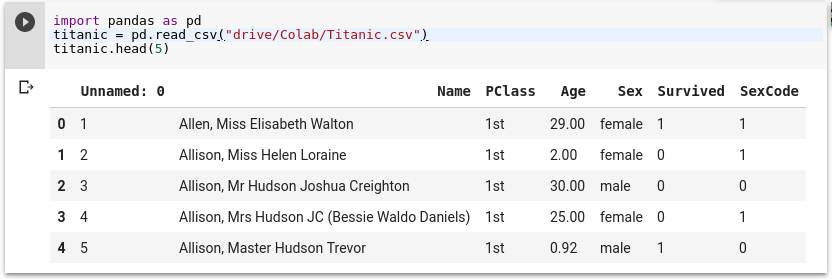 import pandas as pd
titanic = pd.read_csv("drive/Colab/Titanic.csv")
titanic.head(5)
Unnamed: 0 Name PClass Age Sex Survived SexCode
0 1 Allen, Miss Elisabeth Walton 1st 29.00 female 1 1
1 2 Allison, Miss Helen Loraine 1st 2.00 female 0 1
2 3 Allison, Mr Hudson Joshua Creighton 1st 30.00 male 0 0
3 4 Allison, Mrs Hudson JC (Bessie Waldo Daniels) 1st 25.00 female 0 1
4 5 Allison, Master Hudson Trevor 1st 0.92 male 1 0